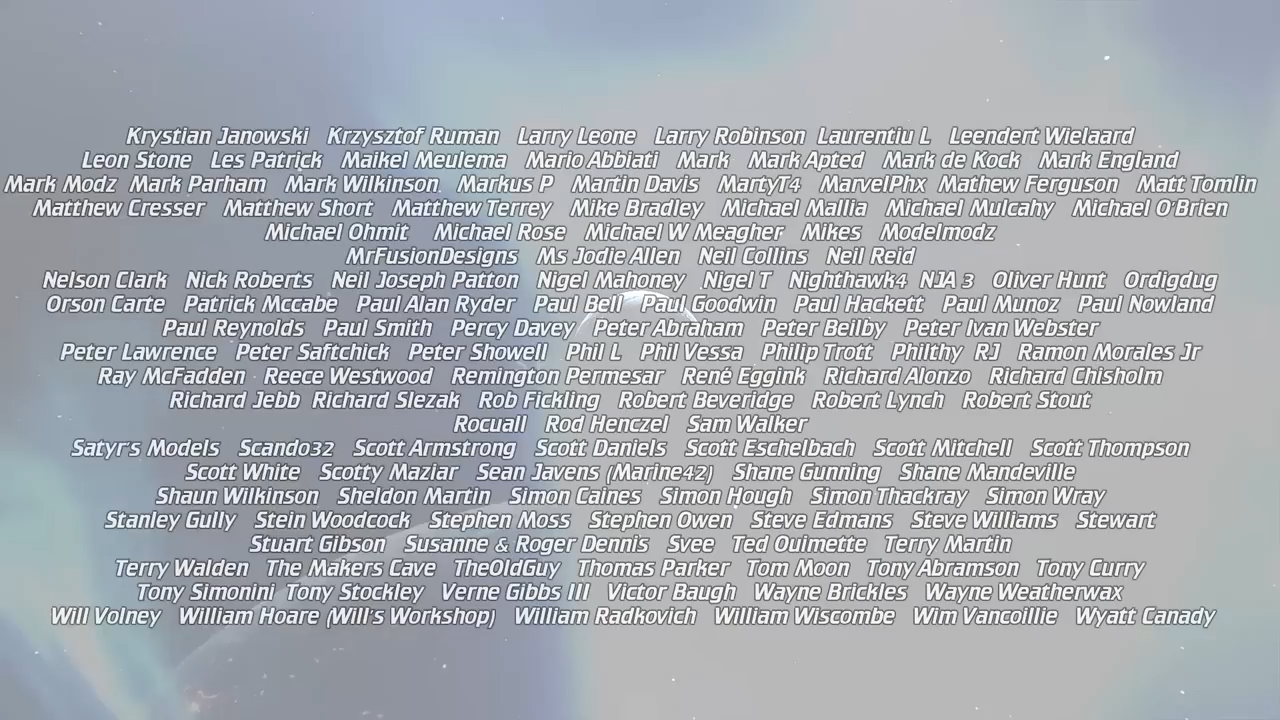 Krystian Janowski Krzysztof Ruman Larry Leone Larry Robinson Laurentiu L Leendert Wielaard
Leon Stone Les Patrick Maikel Meulema Mario Abbiati Mark Mark Apted Mark de Kock Mark England
Mark Modz Mark Parham Mark Wilkinson Markus P Martin Davis MartyT4 MarvelPhx Mathew Ferguson Matt Tomlin
Matthew Cresser Matthew Short Matthew Terrey Mike Bradley Michael Mallia Michael Mulcahy Michael O'Brien
Michael Ohmit Michael Rose Michael W Meagher Mikes Modelmodz
MrFusionDesigns Ms Jodie Allen Neil Collins Neil Reid
Nelson Clark Nick Roberts Neil Joseph Patton Nigel Mahoney Nigel T Nighthawk4 NJA 3 Oliver Hunt Ordigdug
Orson Carte Patrick Mccabe Paul Alan Ryder Paul Bell Paul Goodwin Paul Hackett Paul Munoz Paul Nowland
Paul Reynolds Paul Smith Percy Davey Peter Abraham Peter Beilby Peter Ivan Webster
Peter Lawrence Peter Saftchick Peter Showell Phil L Phil Vessa Philip Trott Philthy RJ Ramon Morales Jr
Ray McFadden Reece Westwood Remington Permesar René Eggink Richard Alonzo Richard Chisholm
Richard Jebb Richard Slezak Rob Fickling Robert Beveridge Robert Lynch Robert Stout
Rocuall Rod Henczel Sam Walker
Satyr's Models Scando32 Scott Armstrong Scott Daniels Scott Eschelbach Scott Mitchell Scott Thompson
Scott White Scotty Maziar Sean Javens (Marine42) Shane Gunning Shane Mandeville
Shaun Wilkinson Sheldon Martin Simon Caines Simon Hough Simon Thackray Simon Wray
Stanley Gully Stein Woodcock Stephen Moss Stephen Owen Steve Edmans Steve Williams Stewart
Stuart Gibson Susanne & Roger Dennis Svee Ted Ouimette Terry Martin
Terry Walden The Makers Cave TheOldGuy Thomas Parker Tom Moon Tony Abramson Tony Curry
Tony Simonini Tony Stockley Verne Gibbs III Victor Baugh Wayne Brickles Wayne Weatherwax
Will Volney William Hoare (Will's Workshop) William Radkovich William Wiscombe Wim Vancoillie Wyatt Canady